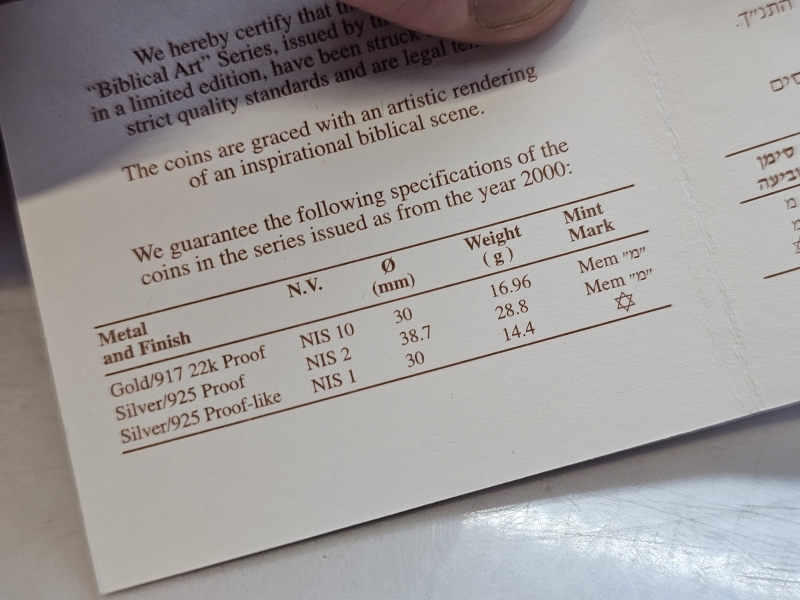 We hereby certify that
"Biblical Art" Series, issued by
in a limited edition, have been struck
strict quality standards and are legal
The coins are graced with an artistic rendering
of an inspirational biblical scene.
We guarantee the following specifications of the
coins in the series issued as from the year 2000:
Metal and Finish N.V. Ø (mm) Weight (g) Mint Mark
Gold/917 22k Proof NIS 10 30 16.96 Mem "מ"
Silver/925 Proof NIS 2 38.7 28.8 Mem "מ"
Silver/925 Proof-like NIS 1 30 14.4 ✡
התנ"ך.
סימן
מ